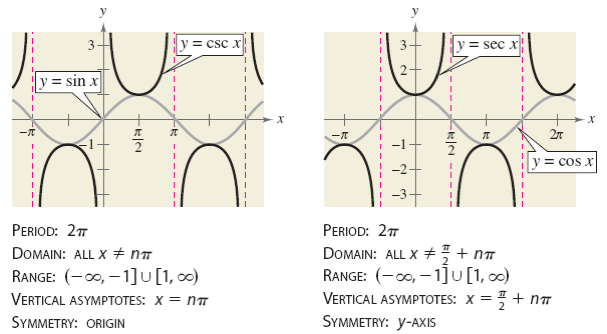 y
3
y = csc x
y = sin x
x
−π
−1
π/2
π
PERIOD: 2π
DOMAIN: ALL x ≠ nπ
RANGE: (−∞, −1] ∪ [1, ∞)
VERTICAL ASYMPTOTES: x = nπ
SYMMETRY: ORIGIN
y
3
y = sec x
2
x
−π
−1
π/2
π
2π
y = cos x
−2
−3
PERIOD: 2π
DOMAIN: ALL x ≠ π/2 + nπ
RANGE: (−∞, −1] ∪ [1, ∞)
VERTICAL ASYMPTOTES: x = π/2 + nπ
SYMMETRY: y-AXIS